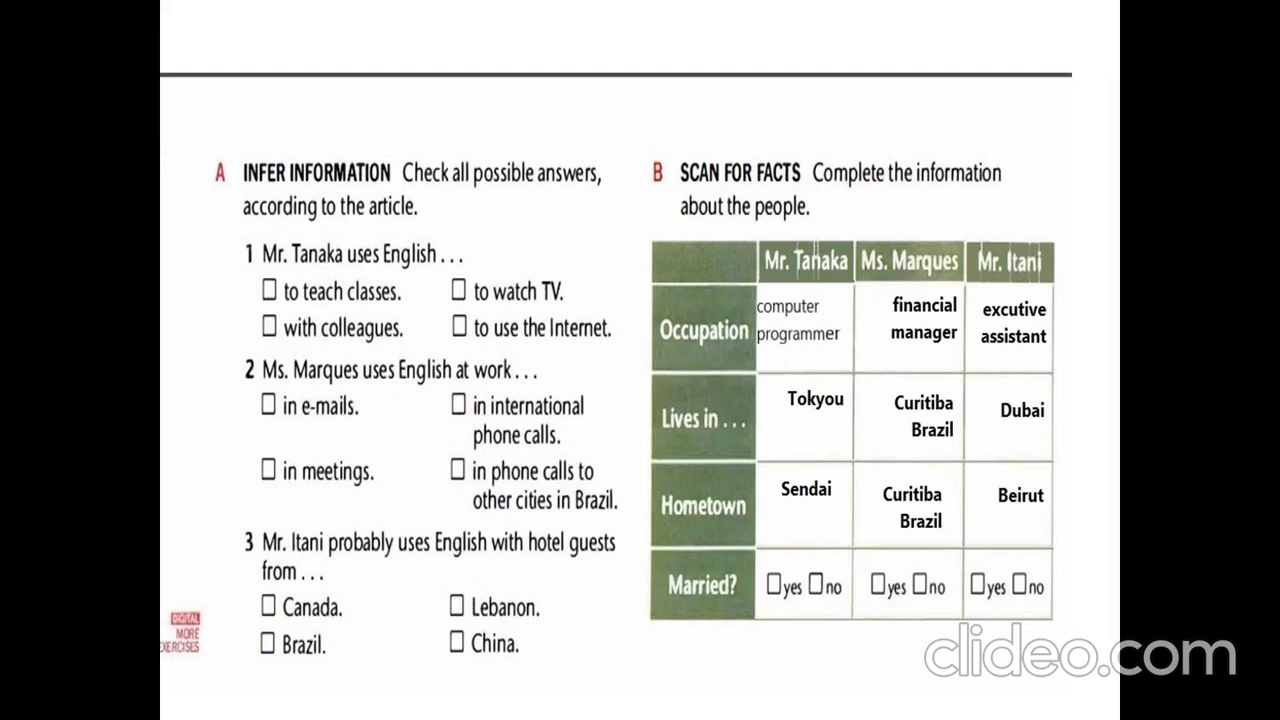 A INFER INFORMATION Check all possible answers,
according to the article.
1 Mr. Tanaka uses English . . .
☐ to teach classes. ☐ to watch TV.
☐ with colleagues. ☐ to use the Internet.
2 Ms. Marques uses English at work . . .
☐ in e-mails. ☐ in international
phone calls.
☐ in meetings. ☐ in phone calls to
other cities in Brazil.
3 Mr. Itani probably uses English with hotel guests
from . . .
☐ Canada. ☐ Lebanon.
☐ Brazil. ☐ China.
DIGITAL
MORE
EXERCISES
B SCAN FOR FACTS Complete the information
about the people.
Mr. Tanaka Ms. Marques Mr. Itani
Occupation computer programmer financial manager excutive assistant
Lives in . . . Tokyou Curitiba Brazil Dubai
Hometown Sendai Curitiba Brazil Beirut
Married? ☐ yes ☐ no ☐ yes ☐ no ☐ yes ☐ no
clideo.com